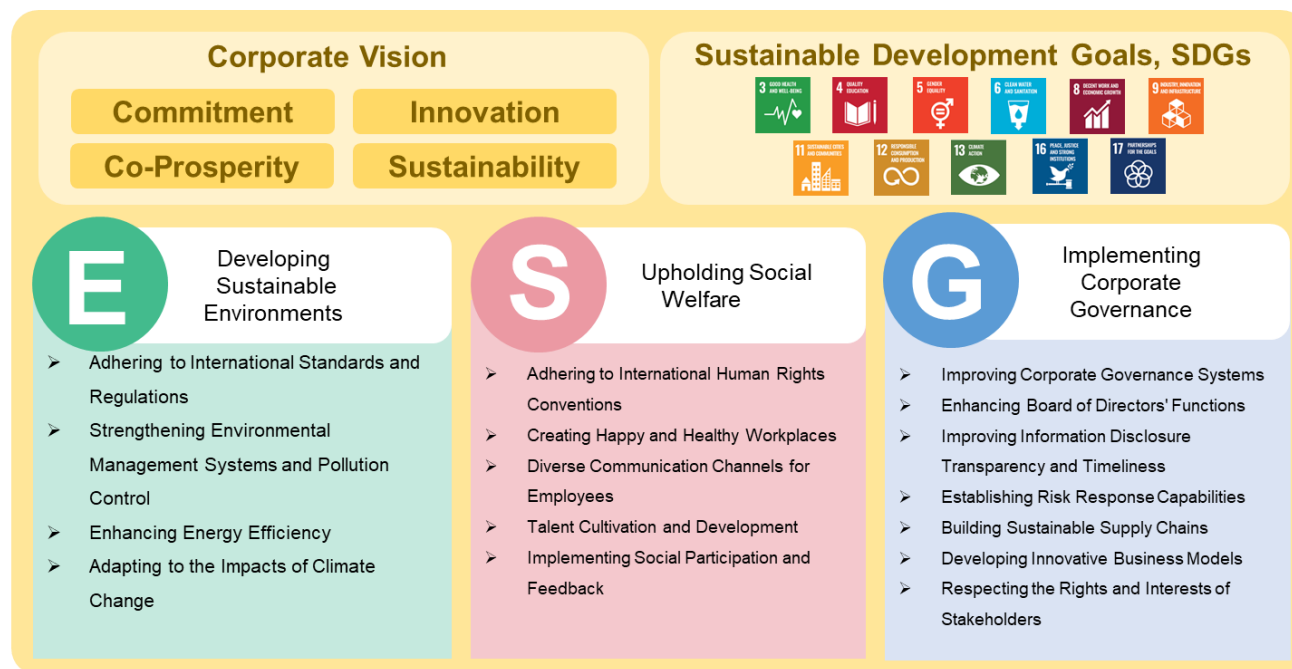 Corporate Vision
Commitment
Innovation
Co-Prosperity
Sustainability
Sustainable Development Goals, SDGs
3 GOOD HEALTH
AND WELL-BEING
4 QUALITY
EDUCATION
5 GENDER
EQUALITY
6 CLEAN WATER
AND SANITATION
8 DECENT WORK AND
ECONOMIC GROWTH
9 INDUSTRY, INNOVATION
AND INFRASTRUCTURE
11 SUSTAINABLE CITIES
AND COMMUNITIES
12 RESPONSIBLE
CONSUMPTION
AND PRODUCTION
13 CLIMATE
ACTION
16 PEACE, JUSTICE
AND STRONG
INSTITUTIONS
17 PARTNERSHIPS
FOR THE GOALS
E
Developing
Sustainable
Environments
Adhering to International Standards and
Regulations
Strengthening Environmental
Management Systems and Pollution
Control
Enhancing Energy Efficiency
Adapting to the Impacts of Climate
Change
S
Upholding Social
Welfare
Adhering to International Human Rights
Conventions
Creating Happy and Healthy Workplaces
Diverse Communication Channels for
Employees
Talent Cultivation and Development
Implementing Social Participation and
Feedback
G
Implementing
Corporate
Governance
Improving Corporate Governance Systems
Enhancing Board of Directors' Functions
Improving Information Disclosure
Transparency and Timeliness
Establishing Risk Response Capabilities
Building Sustainable Supply Chains
Developing Innovative Business Models
Respecting the Rights and Interests of
Stakeholders